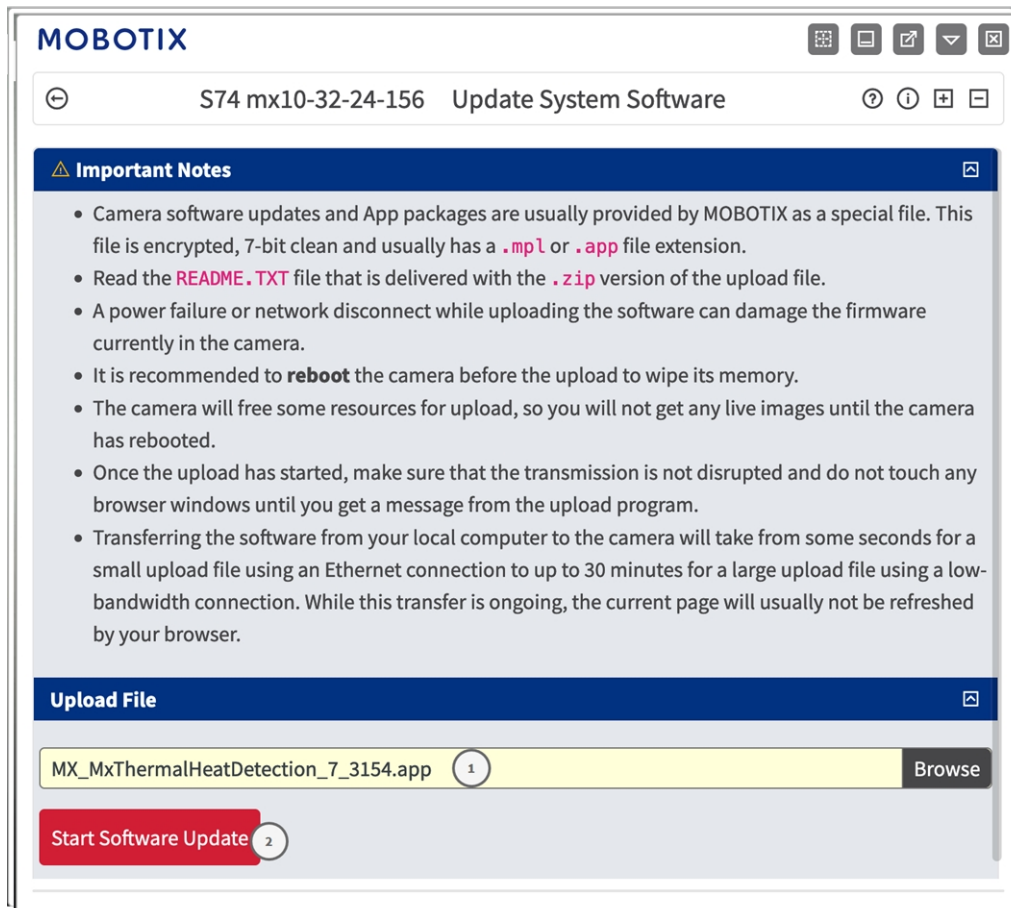 MOBOTIX
S74 mx10-32-24-156 Update System Software
Important Notes
• Camera software updates and App packages are usually provided by MOBOTIX as a special file. This
file is encrypted, 7-bit clean and usually has a .mpl or .app file extension.
• Read the README.TXT file that is delivered with the .zip version of the upload file.
• A power failure or network disconnect while uploading the software can damage the firmware
currently in the camera.
• It is recommended to reboot the camera before the upload to wipe its memory.
• The camera will free some resources for upload, so you will not get any live images until the camera
has rebooted.
• Once the upload has started, make sure that the transmission is not disrupted and do not touch any
browser windows until you get a message from the upload program.
• Transferring the software from your local computer to the camera will take from some seconds for a
small upload file using an Ethernet connection to up to 30 minutes for a large upload file using a low-
bandwidth connection. While this transfer is ongoing, the current page will usually not be refreshed
by your browser.
Upload File
MX_MxThermalHeatDetection_7_3154.app 1 Browse
Start Software Update 2